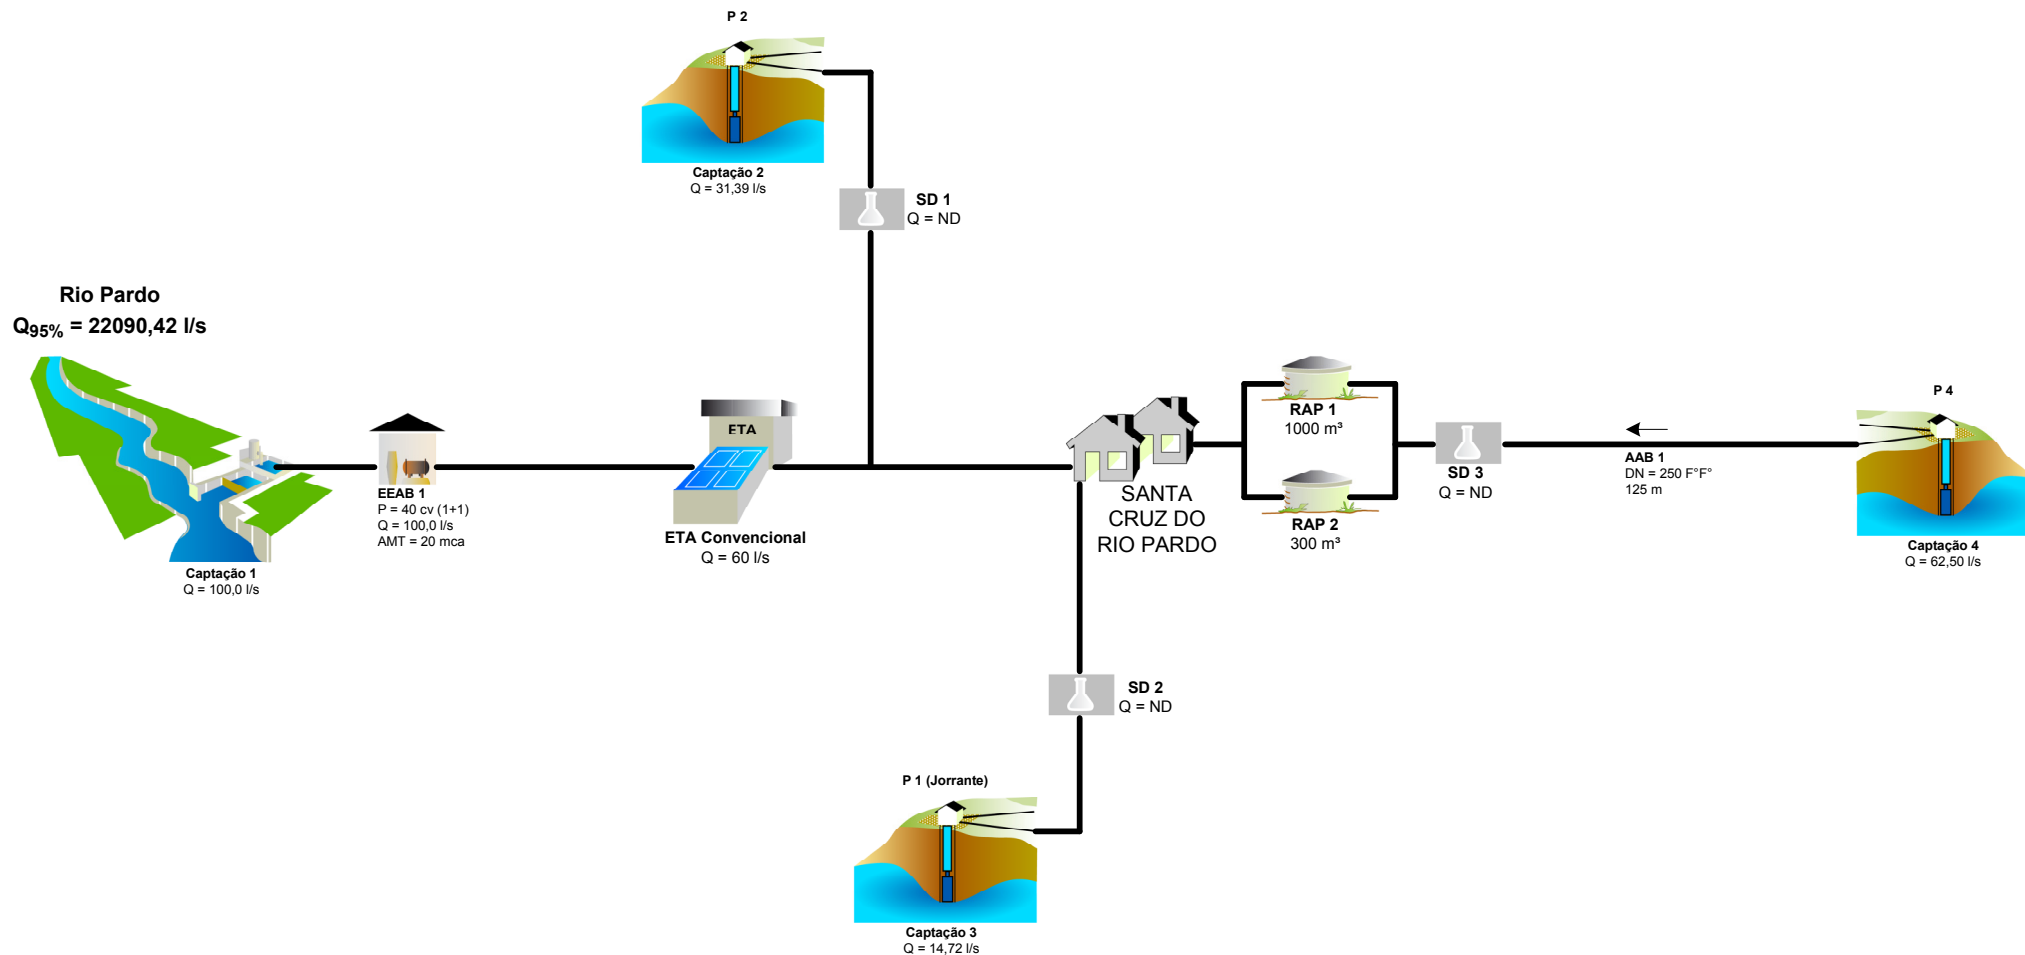 P 2
Captação 2
Q = 31,39 l/s
SD 1
Q = ND
Rio Pardo
Q95% = 22090,42 l/s
Captação 1
Q = 100,0 l/s
EEAB 1
P = 40 cv (1+1)
Q = 100,0 l/s
AMT = 20 mca
ETA
ETA Convencional
Q = 60 l/s
SANTA
CRUZ DO
RIO PARDO
RAP 1
1000 m³
RAP 2
300 m³
SD 3
Q = ND
AAB 1
DN = 250 F°F°
125 m
P 4
Captação 4
Q = 62,50 l/s
SD 2
Q = ND
P 1 (Jorrante)
Captação 3
Q = 14,72 l/s